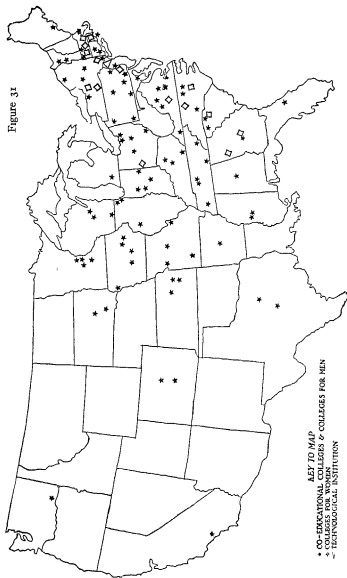 Figure 31
KEY TO MAP
★ CO-EDUCATIONAL COLLEGES & COLLEGES FOR MEN
◇ COLLEGES FOR WOMEN
TECHNOLOGICAL INSTITUTION